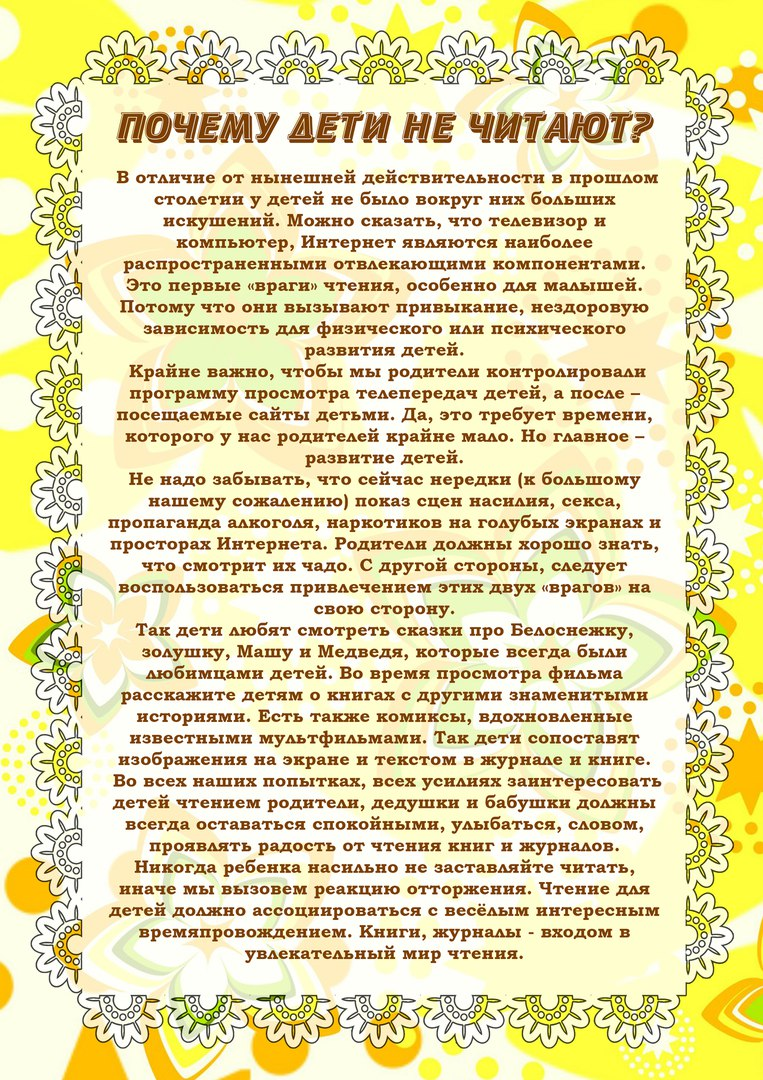 ПОЧЕМУ ДЕТИ НЕ ЧИТАЮТ?
В отличие от нынешней действительности в прошлом
столетии у детей не было вокруг них больших
искушений. Можно сказать, что телевизор и
компьютер, Интернет являются наиболее
распространенными отвлекающими компонентами.
Это первые «враги» чтения, особенно для малышей.
Потому что они вызывают привыкание, нездоровую
зависимость для физического или психического
развития детей.
Крайне важно, чтобы мы родители контролировали
программу просмотра телепередач детей, а после –
посещаемые сайты детьми. Да, это требует времени,
которого у нас родителей крайне мало. Но главное –
развитие детей.
Не надо забывать, что сейчас нередки (к большому
нашему сожалению) показ сцен насилия, секса,
пропаганда алкоголя, наркотиков на голубых экранах и
просторах Интернета. Родители должны хорошо знать,
что смотрит их чадо. С другой стороны, следует
воспользоваться привлечением этих двух «врагов» на
свою сторону.
Так дети любят смотреть сказки про Белоснежку,
золушку, Машу и Медведя, которые всегда были
любимцами детей. Во время просмотра фильма
расскажите детям о книгах с другими знаменитыми
историями. Есть также комиксы, вдохновленные
известными мультфильмами. Так дети сопоставят
изображения на экране и текстом в журнале и книге.
Во всех наших попытках, всех усилиях заинтересовать
детей чтением родители, дедушки и бабушки должны
всегда оставаться спокойными, улыбаться, словом,
проявлять радость от чтения книг и журналов.
Никогда ребенка насильно не заставляйте читать,
иначе мы вызовем реакцию отторжения. Чтение для
детей должно ассоциироваться с весёлым интересным
времяпровождением. Книги, журналы - входом в
увлекательный мир чтения.